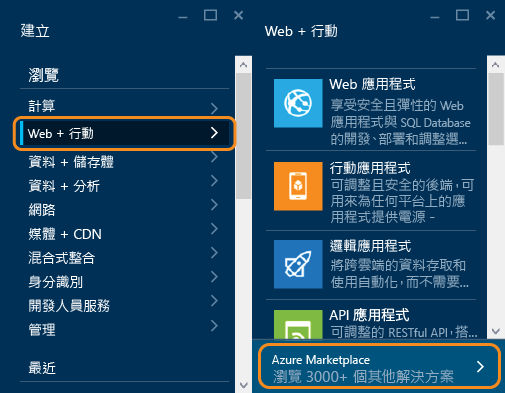 建立
瀏覽
計算
Web + 行動
資料 + 儲存體
資料 + 分析
網路
媒體 + CDN
混合式整合
身分識別
開發人員服務
管理
最近
Web + 行動
Web 應用程式
享受安全且彈性的 Web
應用程式與 SQL Database
的開發、部署和調整選...
行動應用程式
可調整且安全的後端，可
用來為任何平台上的應
用程式提供電源 -
邏輯應用程式
將跨雲端的資料存取和
使用自動化，而不需要...
API 應用程式
可調整的 RESTful API，搭...
Azure Marketplace
瀏覽 3000+ 個其他解決方案